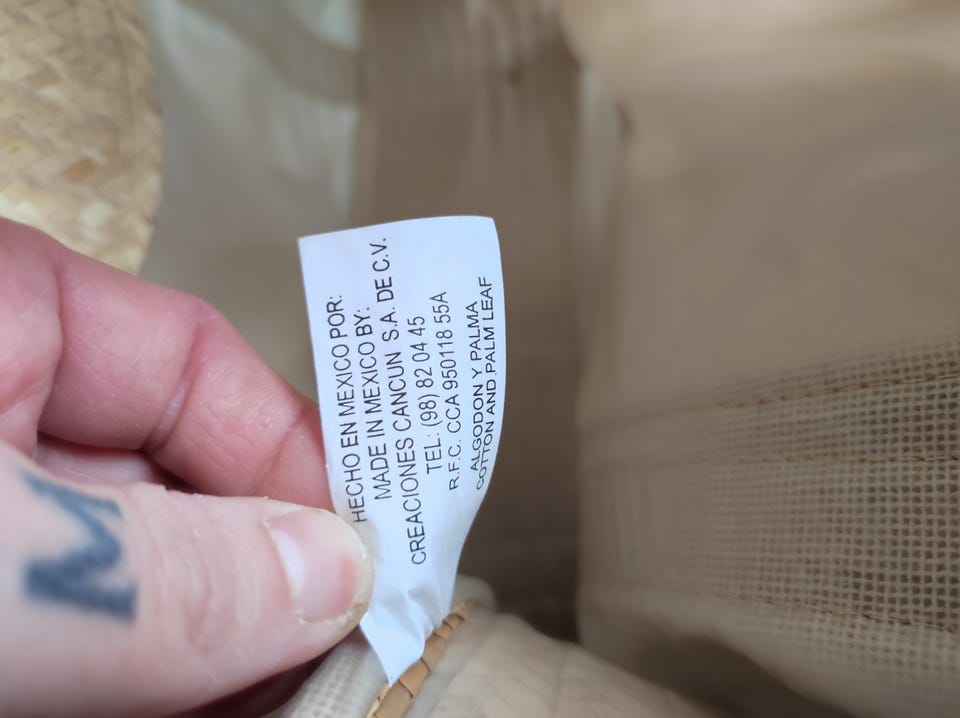 HECHO EN MEXICO POR:
MADE IN MEXICO BY:
CREACIONES CANCUN S.A. DE C.V.
TEL: (98) 82 04 45
R.F.C. CCA 950118 55A
ALGODON Y PALMA
COTTON AND PALM LEAF
M